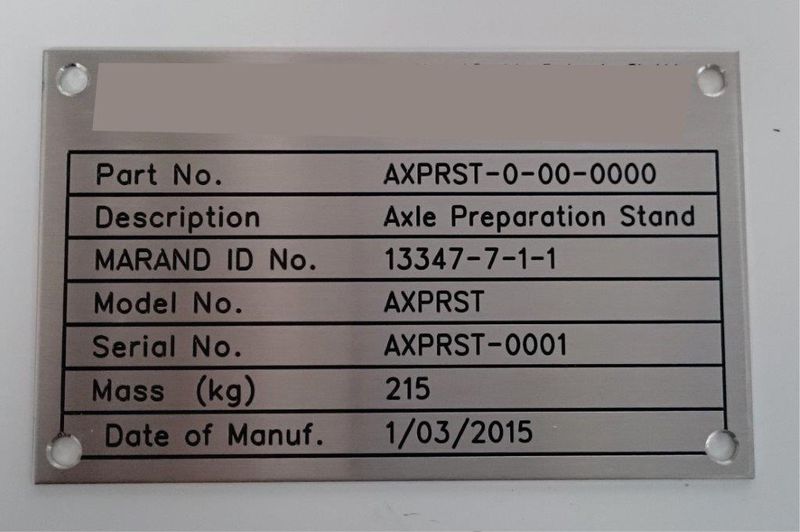 Part No. AXPRST-0-00-0000
Description Axle Preparation Stand
MARAND ID No. 13347-7-1-1
Model No. AXPRST
Serial No. AXPRST-0001
Mass (kg) 215
Date of Manuf. 1/03/2015